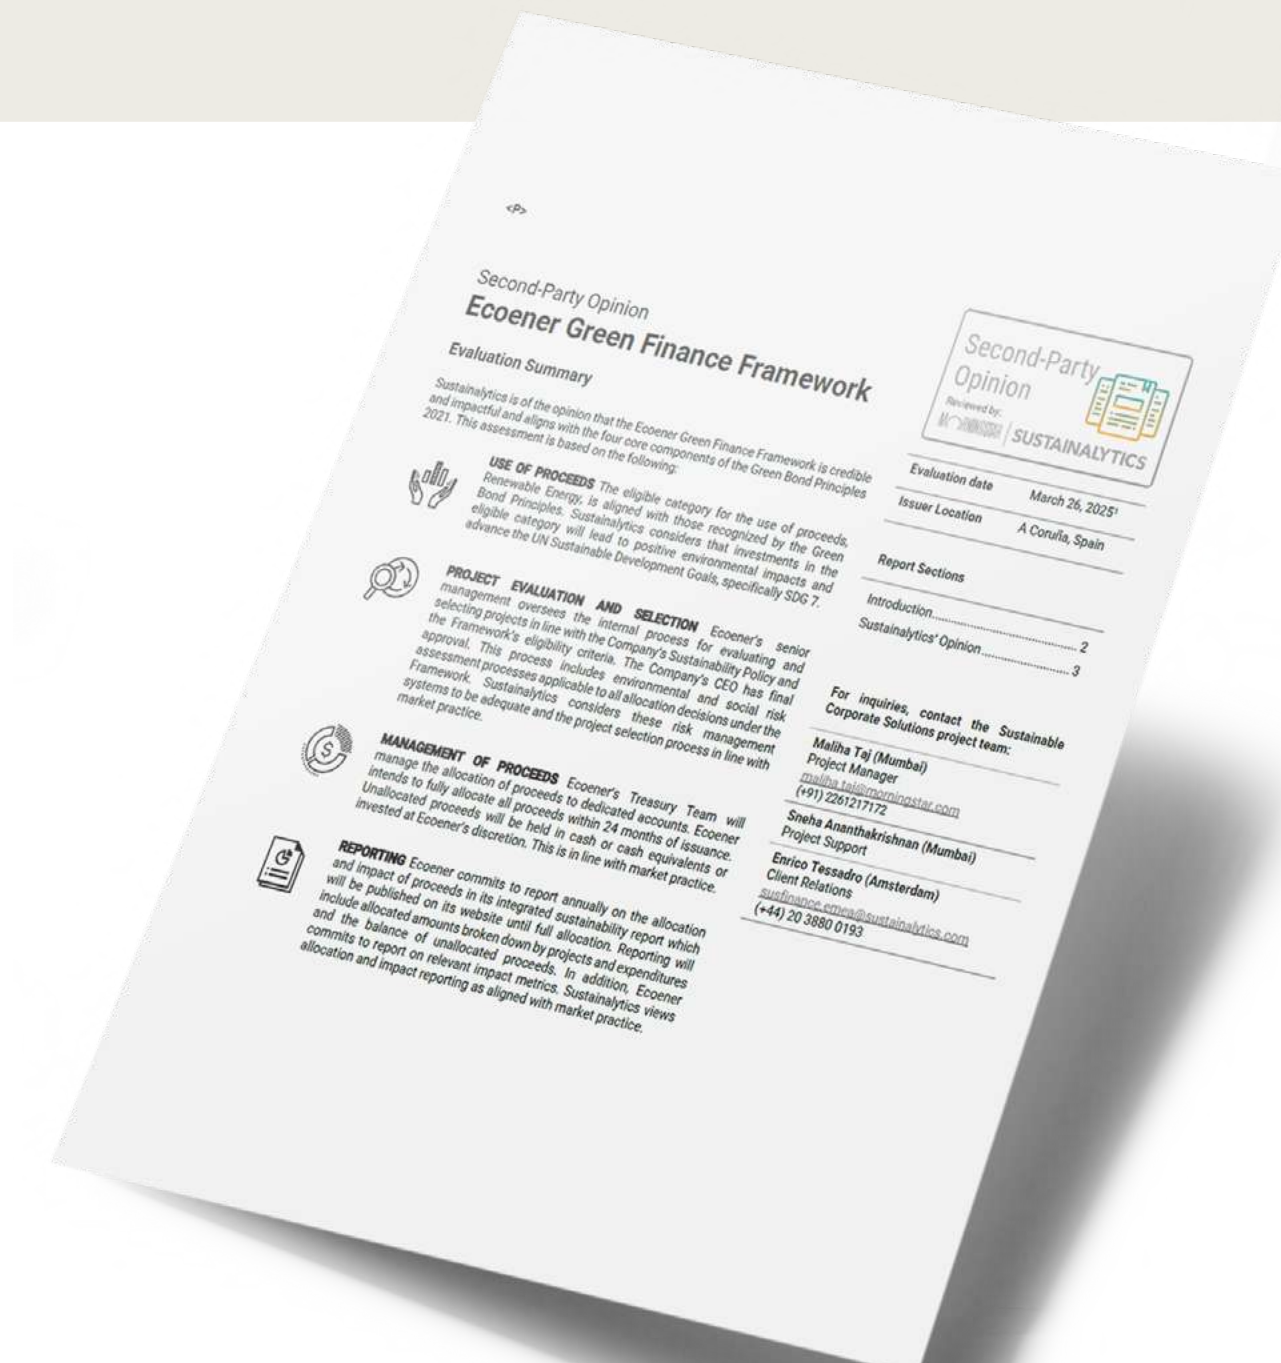 <P>
Second-Party Opinion
Ecoener Green Finance Framework
Evaluation Summary
Sustainalytics is of the opinion that the Ecoener Green Finance Framework is credible
and impactful and aligns with the four core components of the Green Bond Principles
2021. This assessment is based on the following:
USE OF PROCEEDS The eligible category for the use of proceeds,
Renewable Energy, is aligned with those recognized by the Green
Bond Principles. Sustainalytics considers that investments in the
eligible category will lead to positive environmental impacts and
advance the UN Sustainable Development Goals, specifically SDG 7.
PROJECT EVALUATION AND SELECTION Ecoener's senior
management oversees the internal process for evaluating and
selecting projects in line with the Company's Sustainability Policy and
the Framework's eligibility criteria. The Company's CEO has final
approval. This process includes environmental and social risk
assessment processes applicable to all allocation decisions under the
Framework. Sustainalytics considers these risk management
systems to be adequate and the project selection process in line with
market practice.
MANAGEMENT OF PROCEEDS Ecoener's Treasury Team will
manage the allocation of proceeds to dedicated accounts. Ecoener
intends to fully allocate all proceeds within 24 months of issuance.
Unallocated proceeds will be held in cash or cash equivalents or
invested at Ecoener's discretion. This is in line with market practice.
REPORTING Ecoener commits to report annually on the allocation
and impact of proceeds in its integrated sustainability report which
will be published on its website until full allocation. Reporting will
include allocated amounts broken down by projects and expenditures
and the balance of unallocated proceeds. In addition, Ecoener
commits to report on relevant impact metrics. Sustainalytics views
allocation and impact reporting as aligned with market practice.
Second-Party
Opinion
Reviewed by:
SUSTAINALYTICS
Evaluation date March 26, 2025¹
Issuer Location A Coruña, Spain
Report Sections
Introduction 2
Sustainalytics' Opinion 3
For inquiries, contact the Sustainable
Corporate Solutions project team:
Maliha Taj (Mumbai)
Project Manager
maliha.taj@morningstar.com
(+91) 2261217172
Sneha Ananthakrishnan (Mumbai)
Project Support
Enrico Tessadro (Amsterdam)
Client Relations
susfinance.emea@sustainalytics.com
(+44) 20 3880 0193